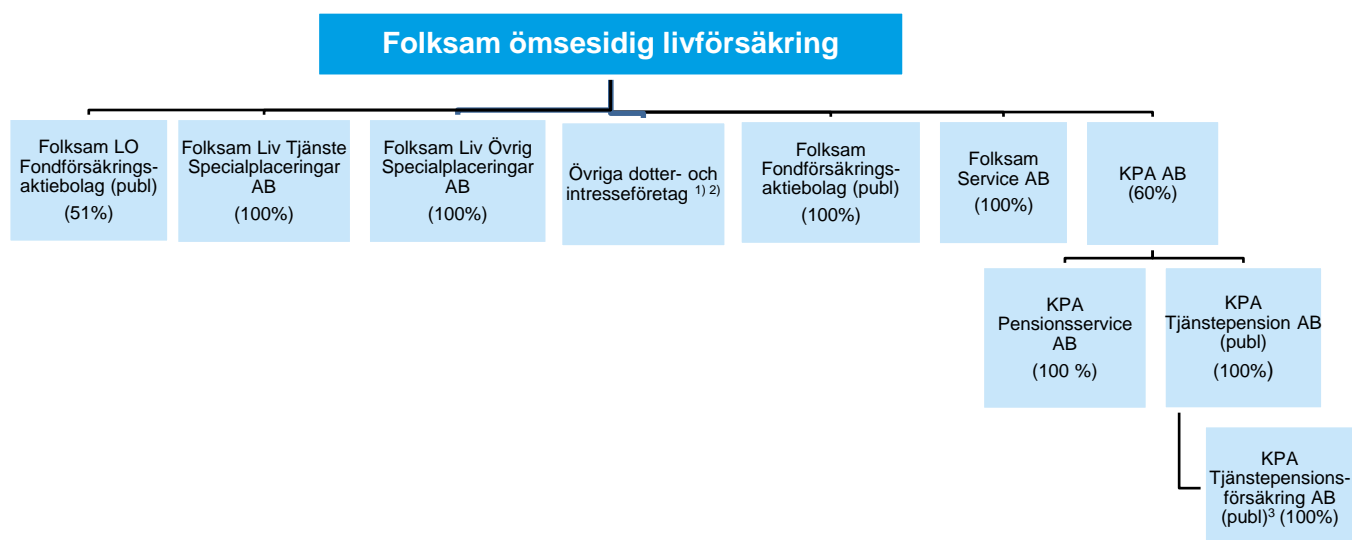 Folksam ömsesidig livförsäkring
Folksam LO
Fondförsäkrings-
aktiebolag (publ)
(51%)
Folksam Liv Tjänste
Specialplaceringar
AB
(100%)
Folksam Liv Övrig
Specialplaceringar
AB
(100%)
Övriga dotter- och
intresseföretag 1) 2)
Folksam
Fondförsäkrings-
aktiebolag (publ)
(100%)
Folksam
Service AB
(100%)
KPA AB
(60%)
KPA
Pensionsservice
AB
(100 %)
KPA
Tjänstepension AB
(publ)
(100%)
KPA
Tjänstepensions-
försäkring AB
(publ)3 (100%)